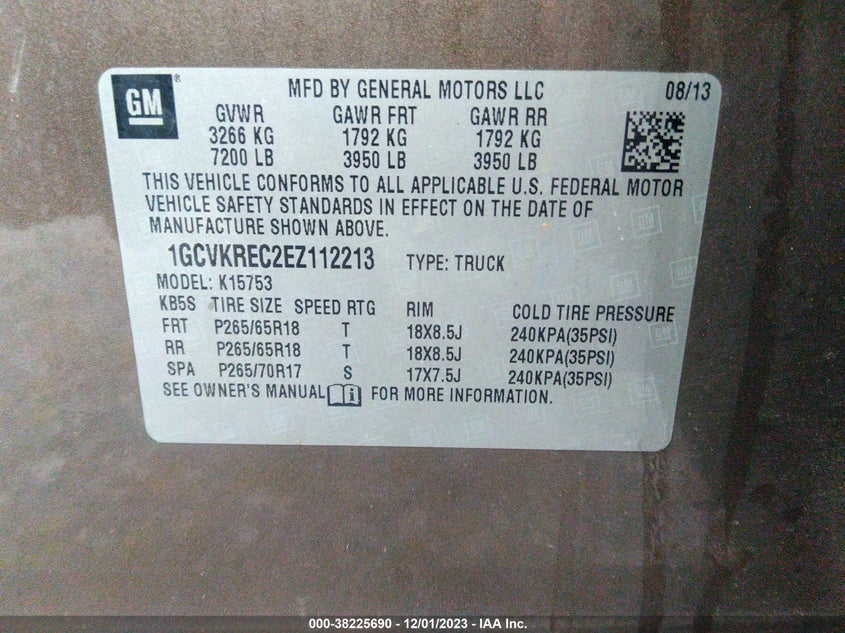 GM ®
MFD BY GENERAL MOTORS LLC 08/13
GVWR GAWR FRT GAWR RR
3266 KG 1792 KG 1792 KG
7200 LB 3950 LB 3950 LB
THIS VEHICLE CONFORMS TO ALL APPLICABLE U.S. FEDERAL MOTOR
VEHICLE SAFETY STANDARDS IN EFFECT ON THE DATE OF
MANUFACTURE SHOWN ABOVE.
1GCVKREC2EZ112213 TYPE: TRUCK
MODEL: K15753
KB5S TIRE SIZE SPEED RTG RIM COLD TIRE PRESSURE
FRT P265/65R18 T 18X8.5J 240KPA(35PSI)
RR P265/65R18 T 18X8.5J 240KPA(35PSI)
SPA P265/70R17 S 17X7.5J 240KPA(35PSI)
SEE OWNER'S MANUAL FOR MORE INFORMATION.
000-38225690 - 12/01/2023 - IAA Inc.